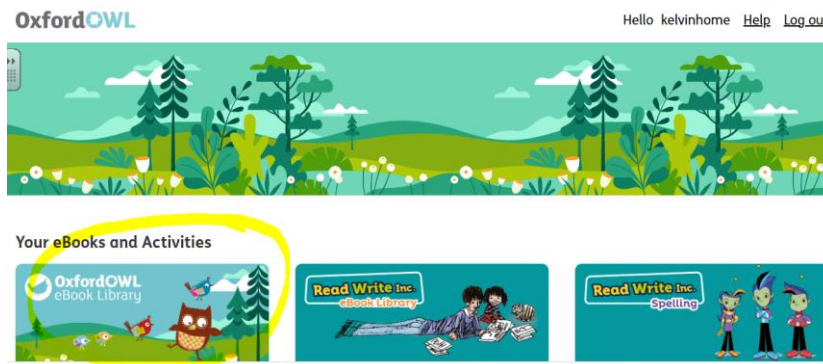 OxfordOWL
Hello kelvinhome Help Log ou
Your eBooks and Activities
OxfordOWL
eBook Library
Read Write Inc.
eBook Library
Read Write Inc.
Spelling